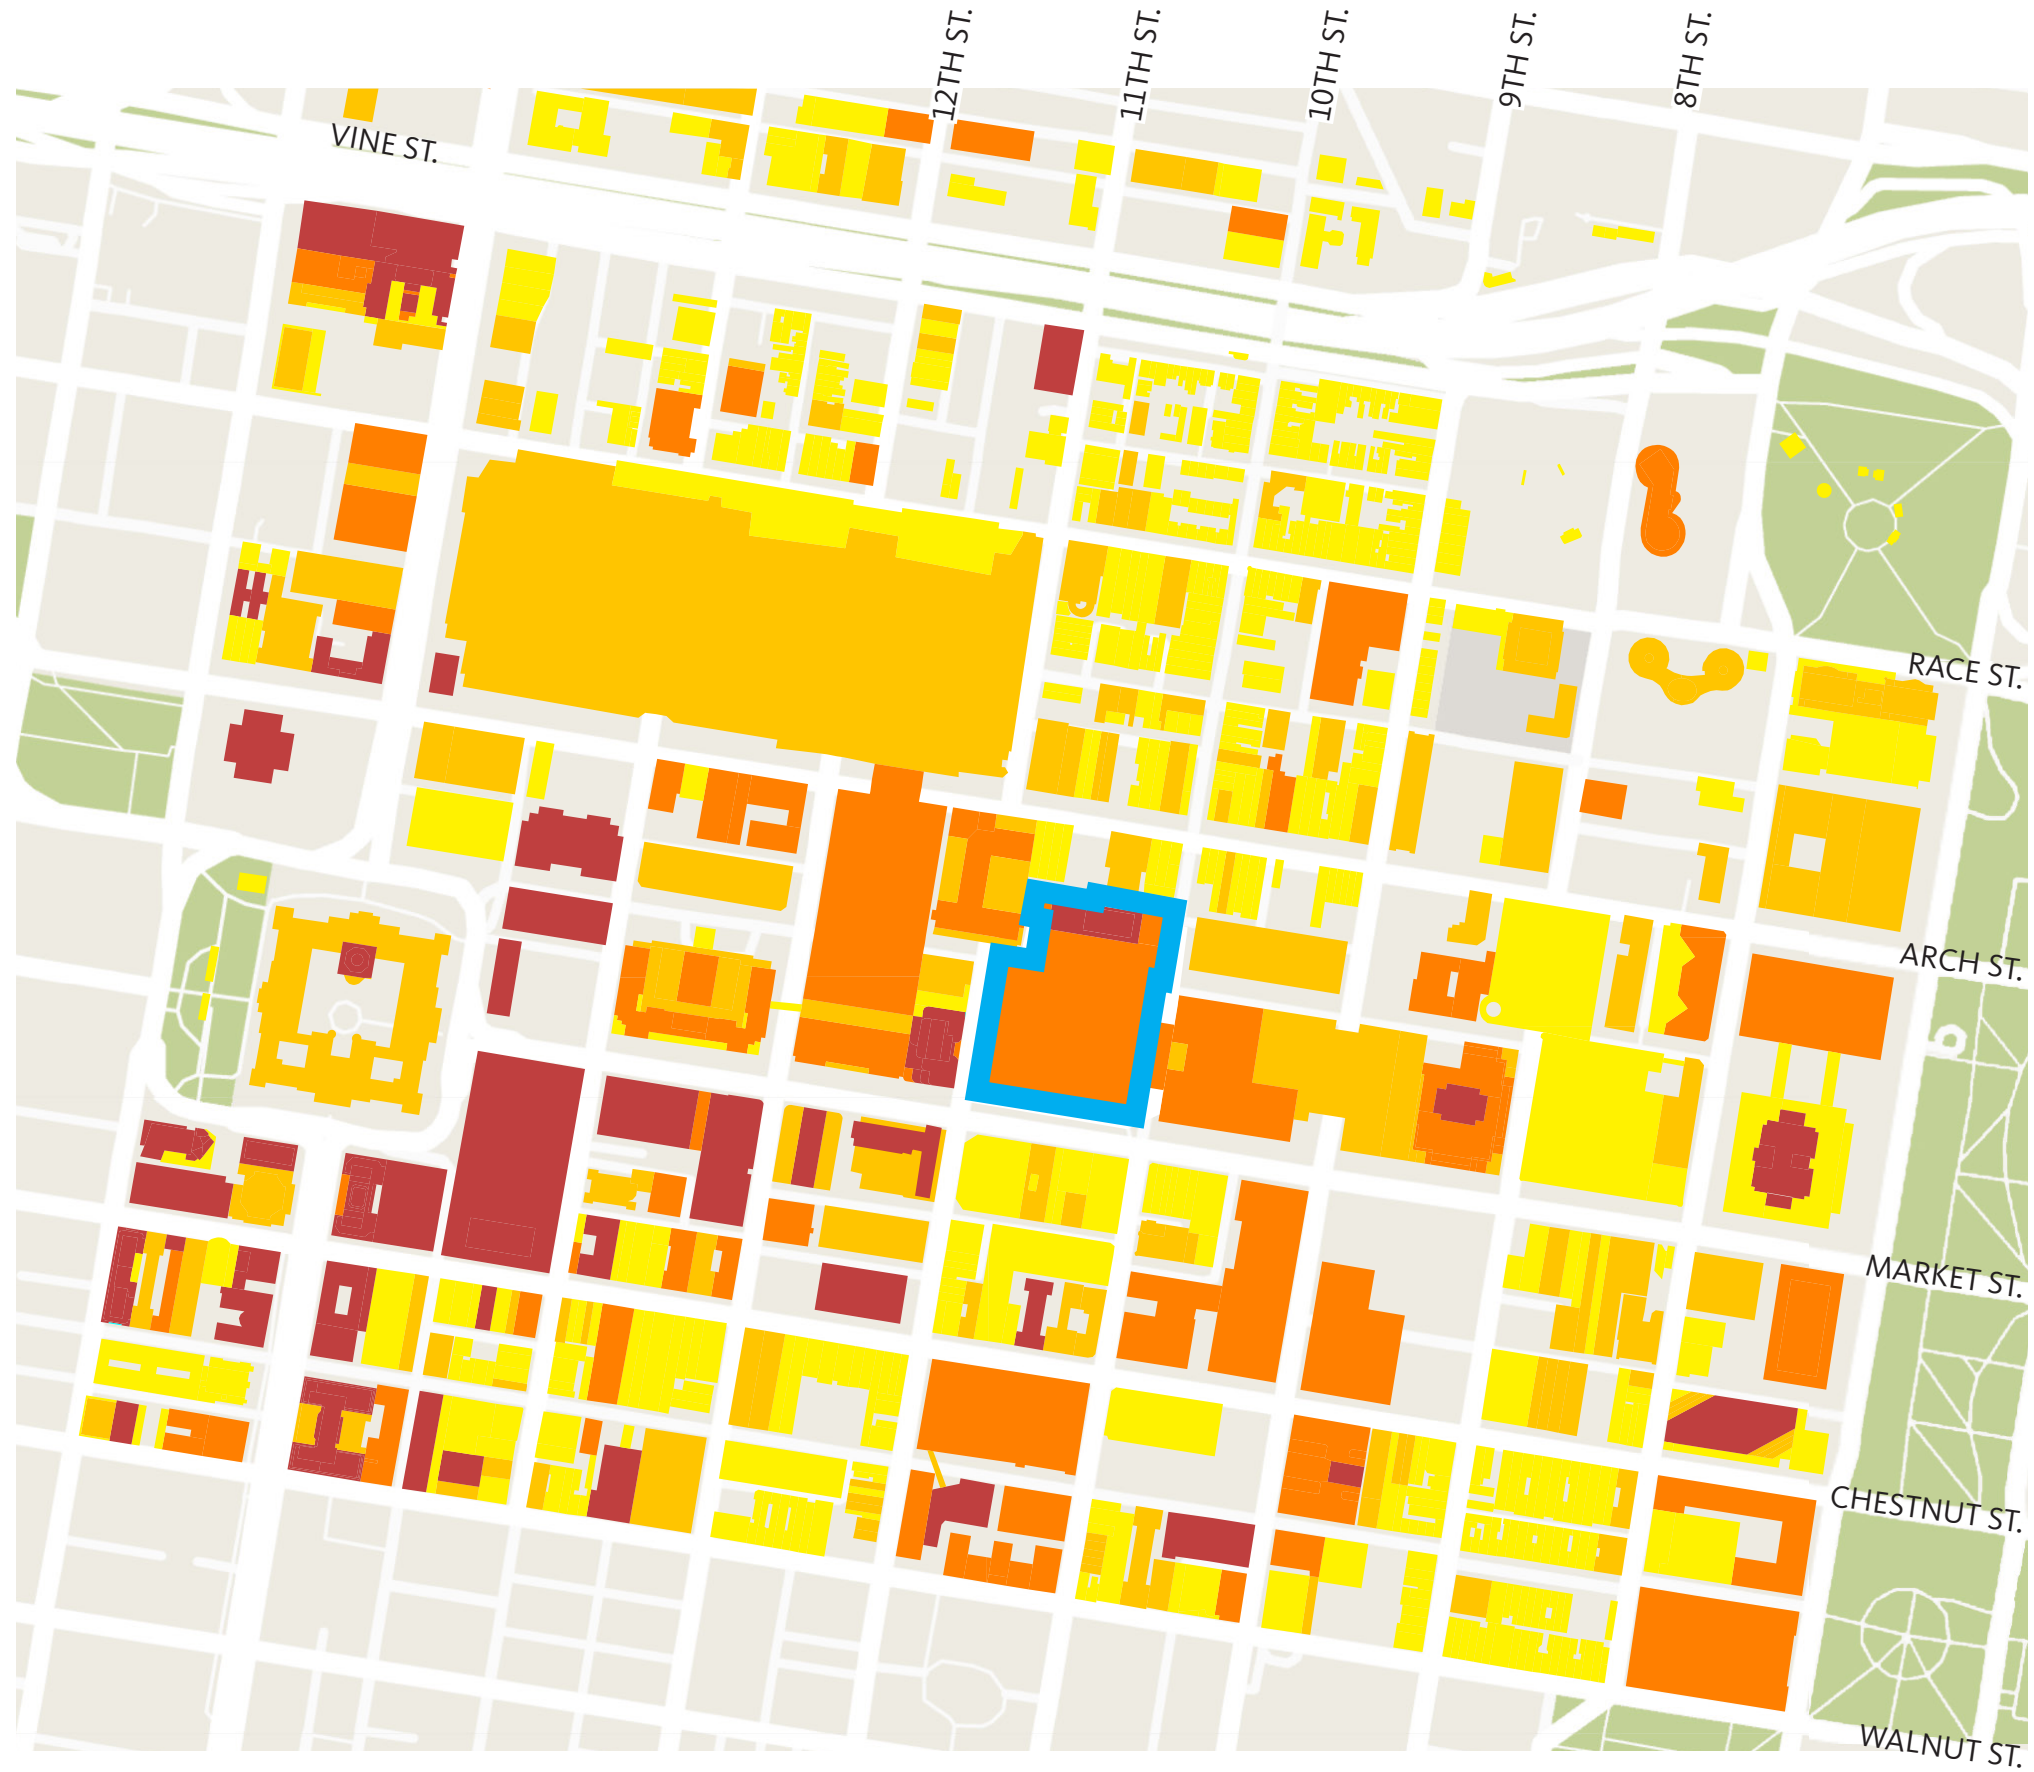 12TH ST.
11TH ST.
10TH ST.
9TH ST.
8TH ST.
VINE ST.
RACE ST.
ARCH ST.
MARKET ST.
CHESTNUT ST.
WALNUT ST.